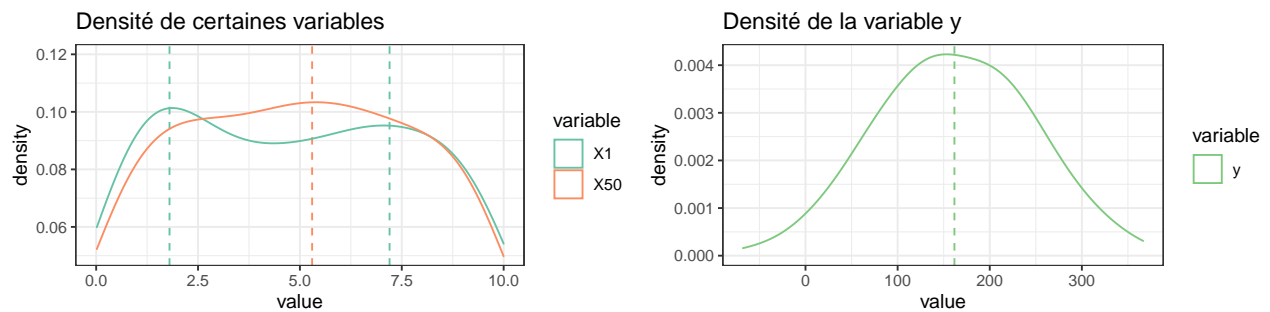 Densité de certaines variables
0.12
0.10
0.08
0.06
density
0.0 2.5 5.0 7.5 10.0
value
variable
X1
X50
Densité de la variable y
0.004
0.003
0.002
0.001
0.000
density
0 100 200 300
value
variable
y